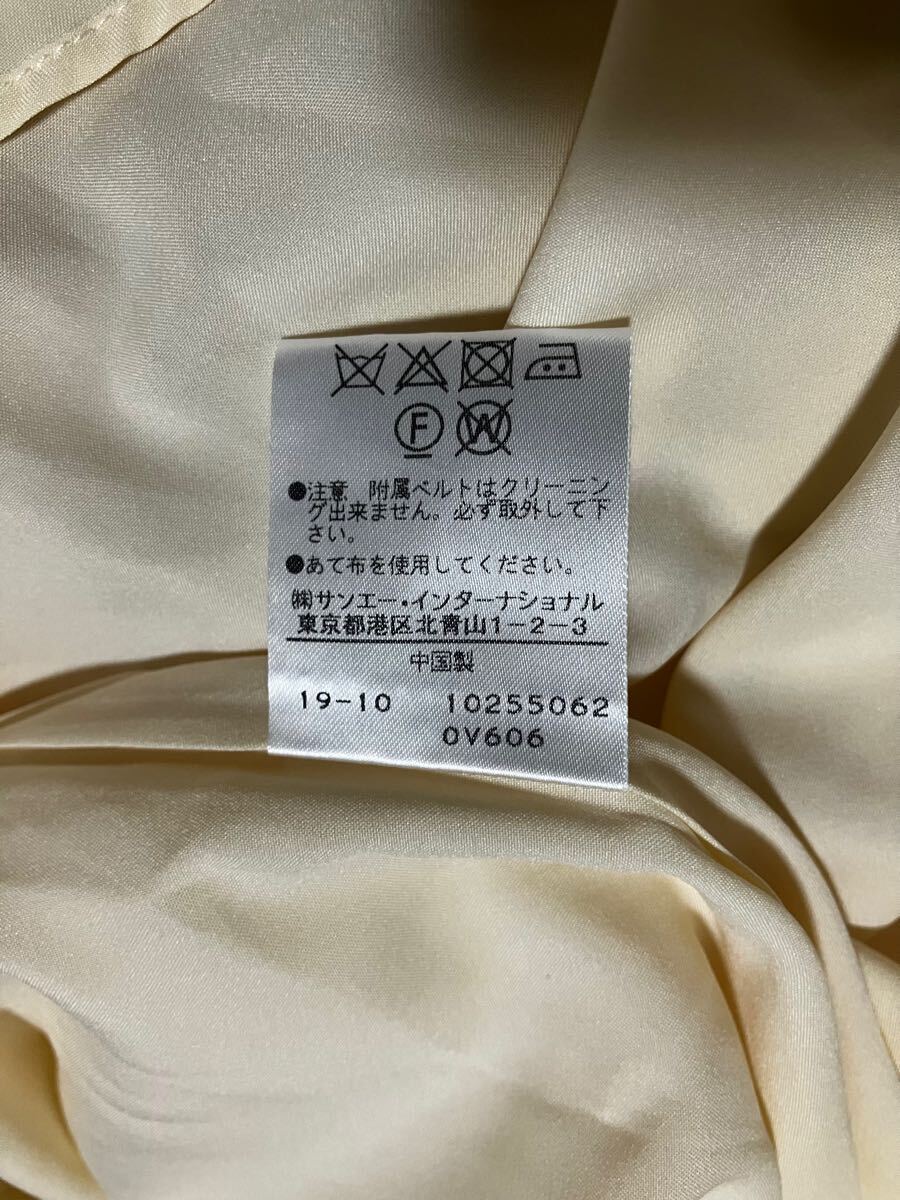 F W
●注意 附属ベルトはクリーニン
グ出来ません。必ず取外して下
さい。
●あて布を使用してください。
㈱サンエー・インターナショナル
東京都港区北青山1-2-3
中国製
19-10 10255062
0V606